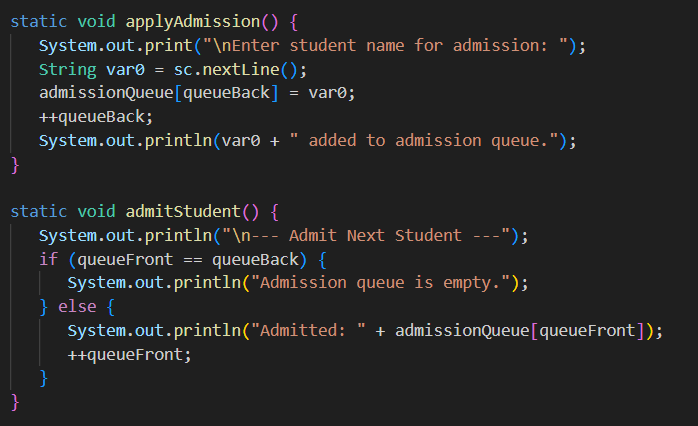 static void applyAdmission() {
System.out.print("\nEnter student name for admission: ");
String var0 = sc.nextLine();
admissionQueue[queueBack] = var0;
++queueBack;
System.out.println(var0 + " added to admission queue.");
}
static void admitStudent() {
System.out.println("\n--- Admit Next Student ---");
if (queueFront == queueBack) {
System.out.println("Admission queue is empty.");
} else {
System.out.println("Admitted: " + admissionQueue[queueFront]);
++queueFront;
}
}